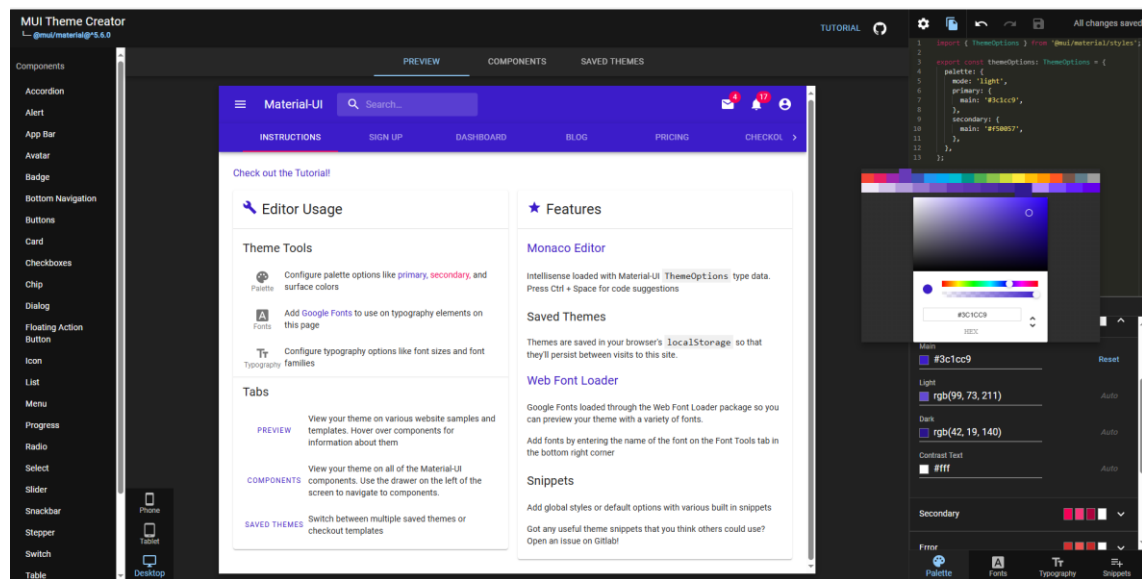 MUI Theme Creator
@mui/material@^5.6.0
TUTORIAL
All changes saved
PREVIEW
COMPONENTS
SAVED THEMES
Components
Accordion
Alert
App Bar
Avatar
Badge
Bottom Navigation
Buttons
Card
Checkboxes
Chip
Dialog
Floating Action
Button
Icon
List
Menu
Progress
Radio
Select
Slider
Snackbar
Stepper
Switch
Table
Phone
Tablet
Desktop
Material-UI
Search...
4
17
INSTRUCTIONS
SIGN UP
DASHBOARD
BLOG
PRICING
CHECKOU
Check out the Tutorial!
Editor Usage
Theme Tools
Palette
Configure palette options like primary, secondary, and
surface colors
Fonts
Add Google Fonts to use on typography elements on
this page
Typography
Configure typography options like font sizes and font
families
Tabs
PREVIEW
View your theme on various website samples and
templates. Hover over components for
information about them
COMPONENTS
View your theme on all of the Material-UI
components. Use the drawer on the left of the
screen to navigate to components.
SAVED THEMES
Switch between multiple saved themes or
checkout templates
Features
Monaco Editor
Intellisense loaded with Material-UI ThemeOptions type data.
Press Ctrl + Space for code suggestions
Saved Themes
Themes are saved in your browser's localStorage so that
they'll persist between visits to this site.
Web Font Loader
Google Fonts loaded through the Web Font Loader package so you
can preview your theme with a variety of fonts.
Add fonts by entering the name of the font on the Font Tools tab in
the bottom right corner
Snippets
Add global styles or default options with various built in snippets
Got any useful theme snippets that you think others could use?
Open an issue on Gitlab!
1 import { ThemeOptions } from '@mui/material/styles';
2
3 export const themeOptions: ThemeOptions = {
4 palette: {
5 mode: 'light',
6 primary: {
7 main: '#3c1cc9',
8 },
9 secondary: {
10 main: '#f50057',
11 },
12 },
13 };
#3C1CC9
HEX
Main
#3c1cc9
Reset
Light
rgb(99, 73, 211)
Auto
Dark
rgb(42, 19, 140)
Auto
Contrast Text
#fff
Auto
Secondary
Error
Palette
Fonts
Typography
Snippets